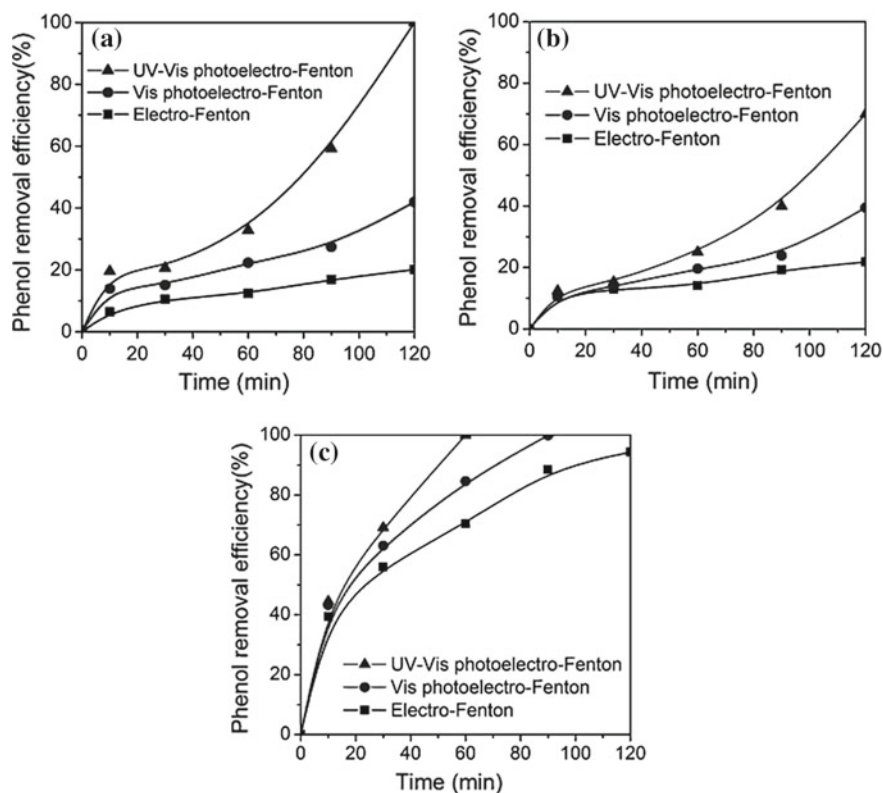 (a)
UV-Vis photoelectro-Fenton
Vis photoelectro-Fenton
Electro-Fenton
Phenol removal efficiency(%)
100
80
60
40
20
0
0 20 40 60 80 100 120
Time (min)
(b)
UV-Vis photoelectro-Fenton
Vis photoelectro-Fenton
Electro-Fenton
Phenol removal efficiency(%)
100
80
60
40
20
0
0 20 40 60 80 100 120
Time (min)
(c)
UV-Vis photoelectro-Fenton
Vis photoelectro-Fenton
Electro-Fenton
Phenol removal efficiency(%)
100
80
60
40
20
0
0 20 40 60 80 100 120
Time (min)